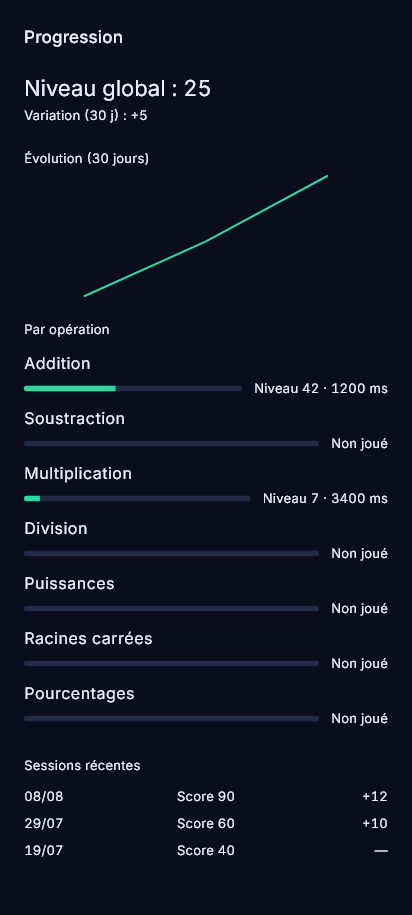 Progression
Niveau global : 25
Variation (30 j) : +5
Évolution (30 jours)
Par opération
Addition
Niveau 42 · 1200 ms
Soustraction
Non joué
Multiplication
Niveau 7 · 3400 ms
Division
Non joué
Puissances
Non joué
Racines carrées
Non joué
Pourcentages
Non joué
Sessions récentes
08/08 Score 90 +12
29/07 Score 60 +10
19/07 Score 40 —